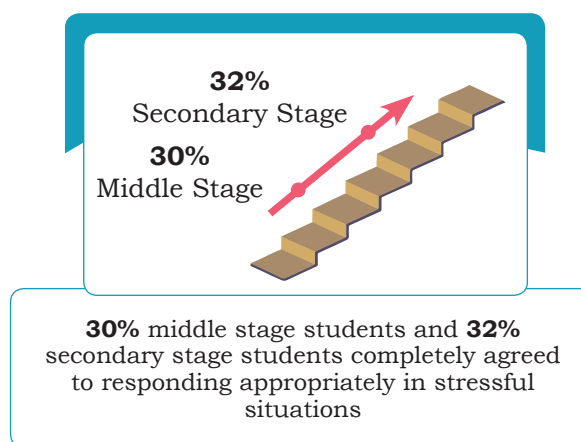 32%
Secondary Stage
30%
Middle Stage
30% middle stage students and 32%
secondary stage students completely agreed
to responding appropriately in stressful
situations